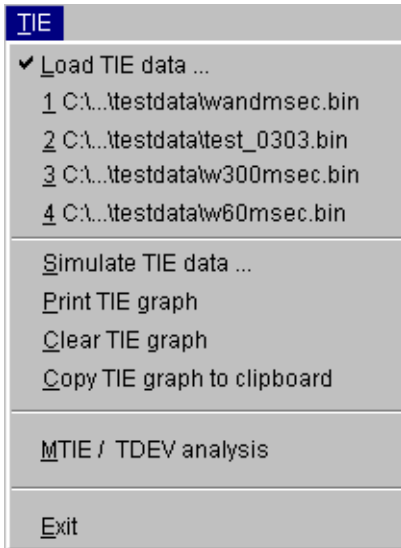 TIE
✔ Load TIE data ...
1 C:\...\testdata\wandmsec.bin
2 C:\...\testdata\test_0303.bin
3 C:\...\testdata\w300msec.bin
4 C:\...\testdata\w60msec.bin
Simulate TIE data ...
Print TIE graph
Clear TIE graph
Copy TIE graph to clipboard
MTIE / TDEV analysis
Exit